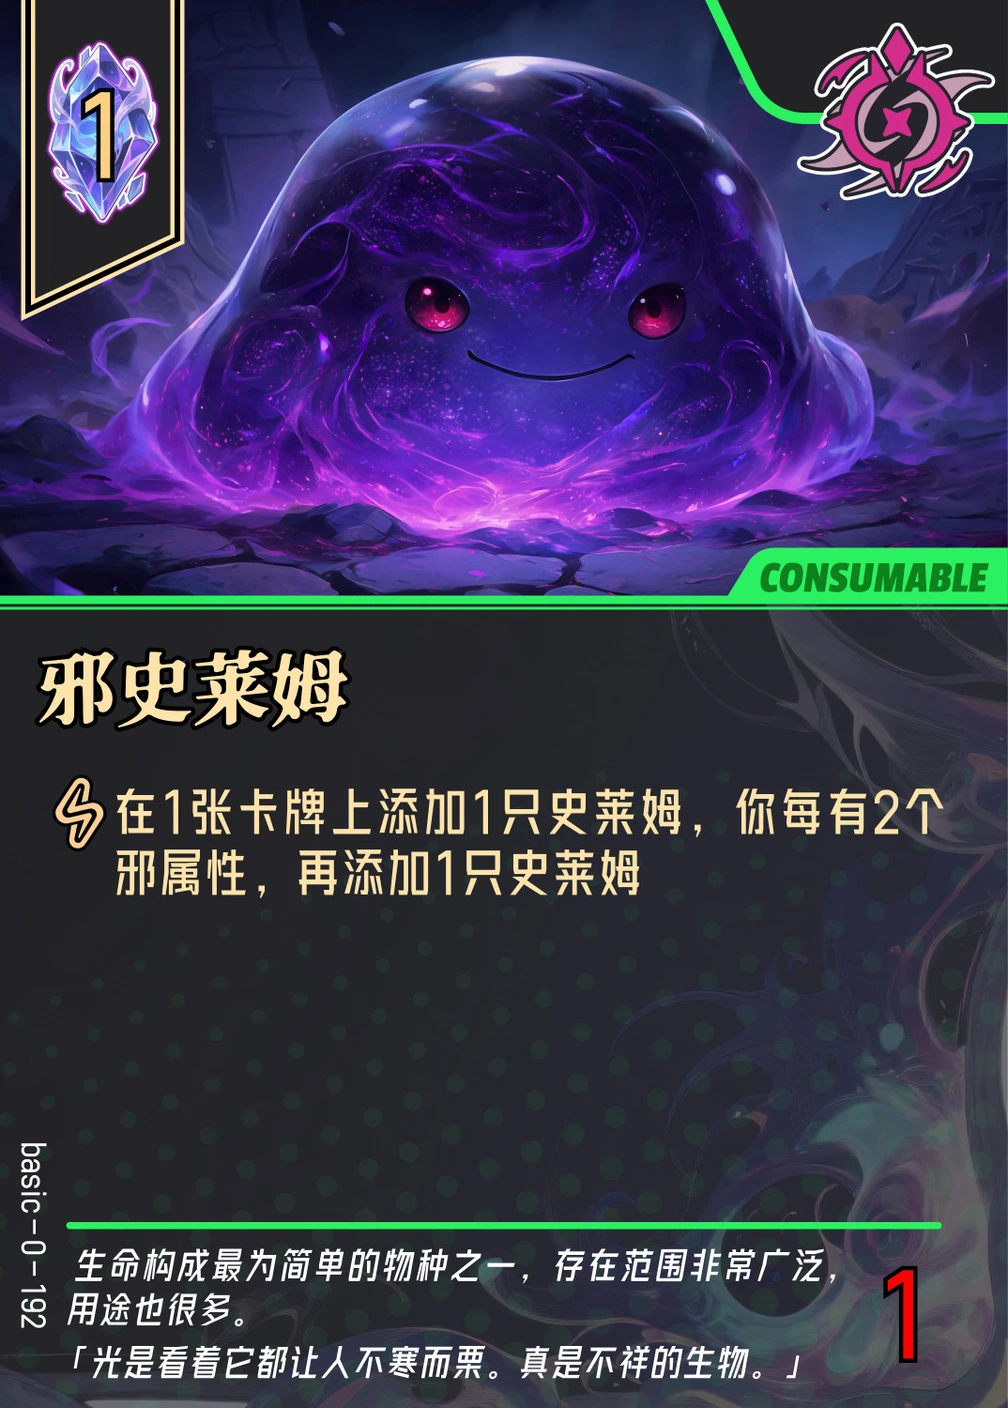 1
CONSUMABLE
邪史莱姆
在1张卡牌上添加1只史莱姆，你每有2个
邪属性，再添加1只史莱姆
basic-0-192
生命构成最为简单的物种之一，存在范围非常广泛，
用途也很多。
「光是看着它都让人不寒而栗。真是不祥的生物。」
1